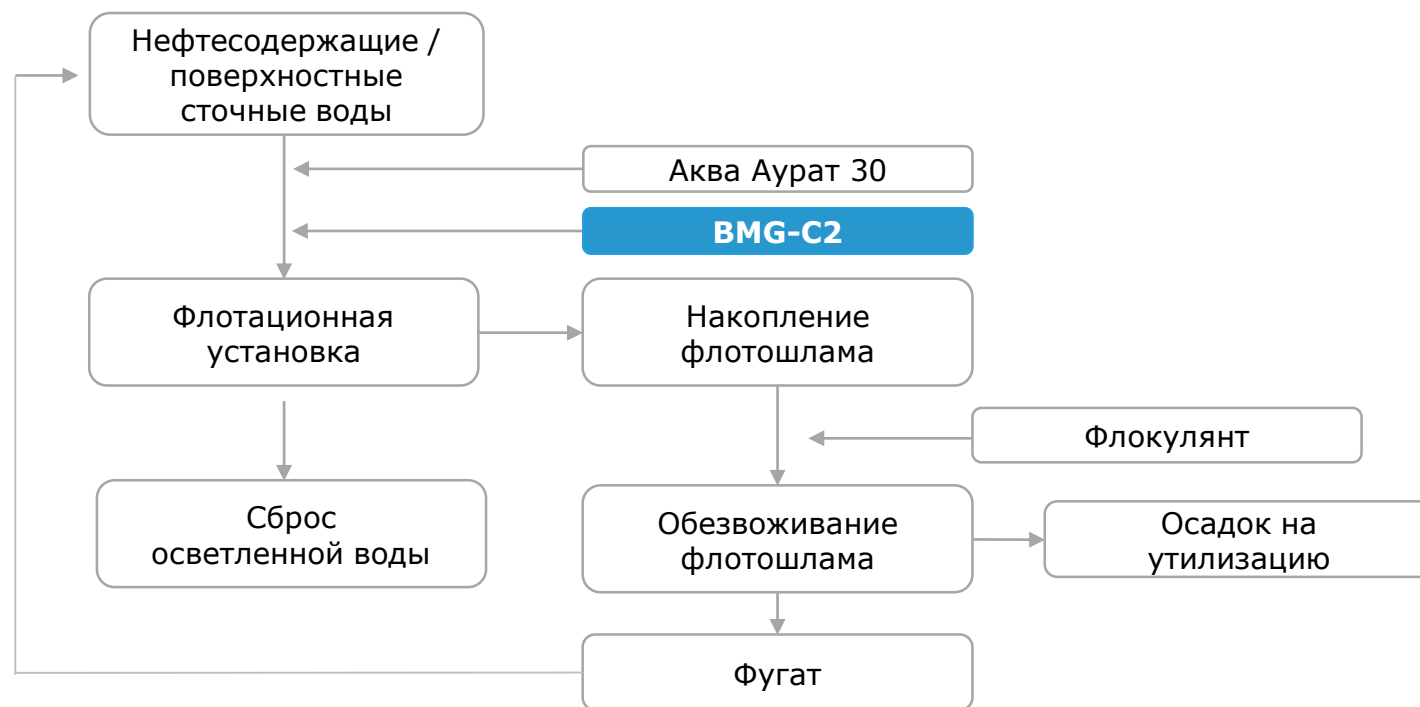 Нефтесодержащие /
поверхностные
сточные воды
Аква Аурат 30
BMG-C2
Флотационная
установка
Накопление
флотошлама
Флокулянт
Сброс
осветленной воды
Обезвоживание
флотошлама
Осадок на
утилизацию
Фугат